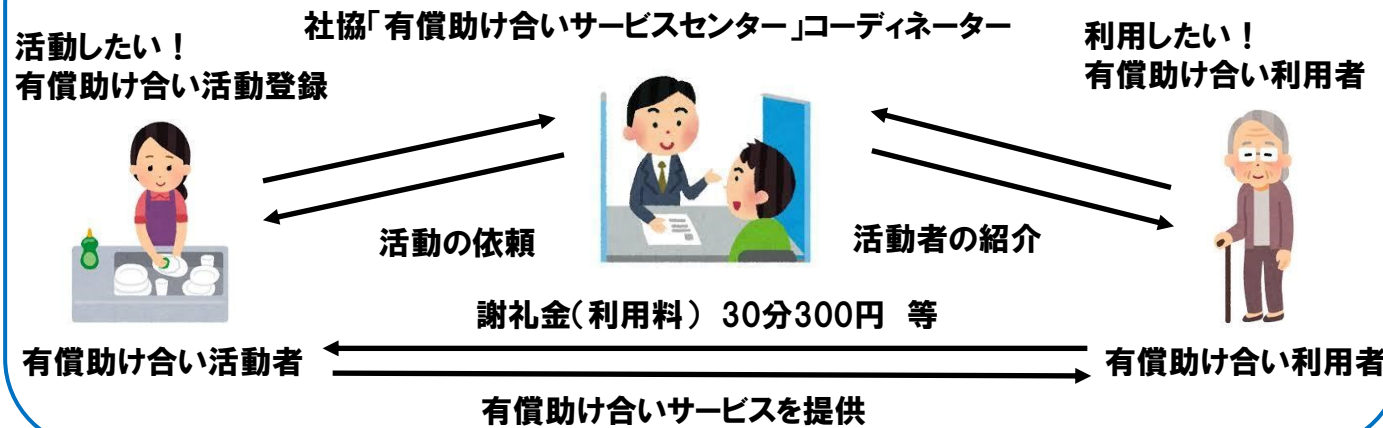 社協「有償助け合いサービスセンター」コーディネーター
活動したい！
有償助け合い活動登録
利用したい！
有償助け合い利用者
活動の依頼
活動者の紹介
謝礼金（利用料） 30分300円 等
有償助け合い活動者
有償助け合い利用者
有償助け合いサービスを提供